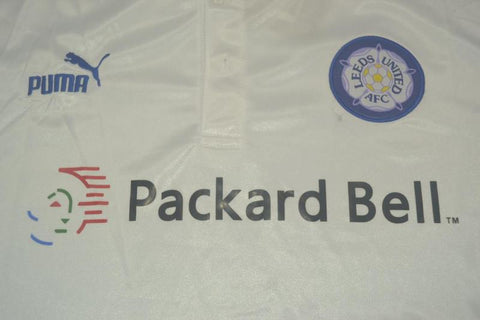 PUMA
LEEDS UNITED
AFC
Packard Bell™